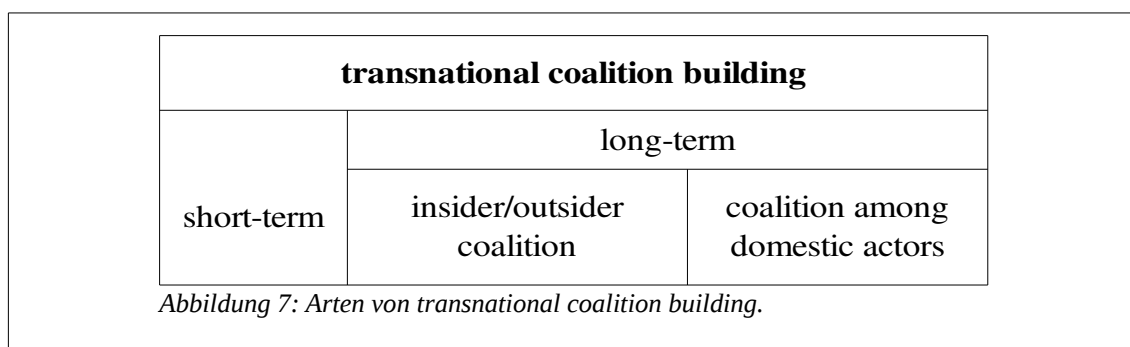 transnational coalition building
long-term
short-term
insider/outsider
coalition
coalition among
domestic actors
Abbildung 7: Arten von transnational coalition building.